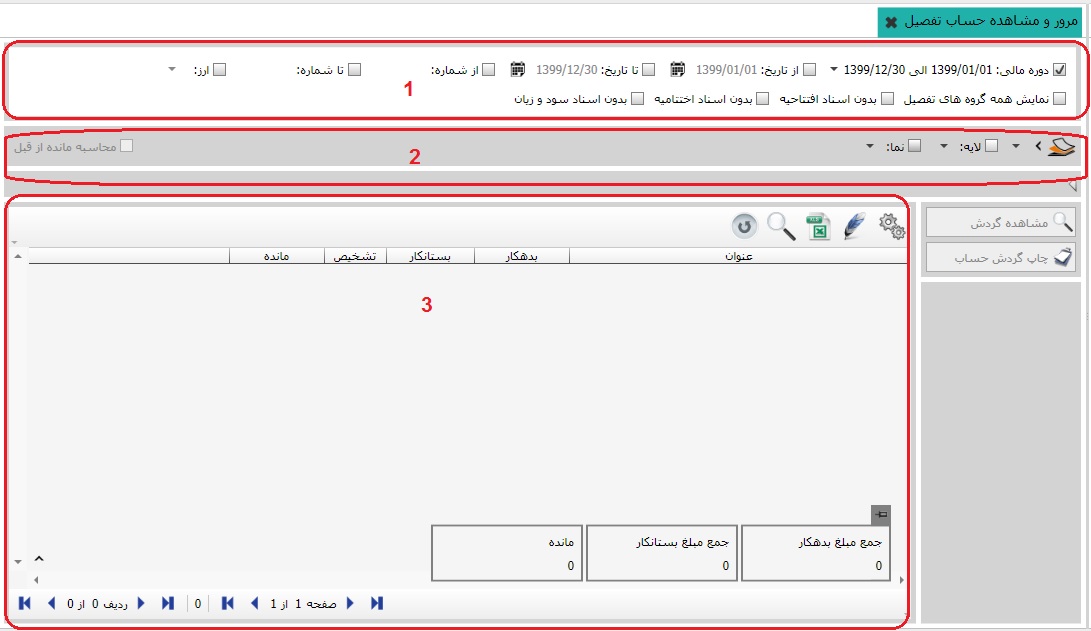 مرور و مشاهده حساب تفصیل
دوره مالی: 1399/01/01 الی 1399/12/30 از تاریخ: 1399/01/01 تا تاریخ: 1399/12/30 از شماره: تا شماره: ارز:
نمایش همه گروه های تفصیل بدون اسناد افتتاحیه بدون اسناد اختتامیه بدون اسناد سود و زیان
1
لایه: نما: محاسبه مانده از قبل
2
مشاهده گردش
چاپ گردش حساب
عنوان بدهکار بستانکار تشخیص مانده
3
جمع مبلغ بدهکار جمع مبلغ بستانکار مانده
0 0 0
صفحه 1 از 1 0 ردیف 0 از 0